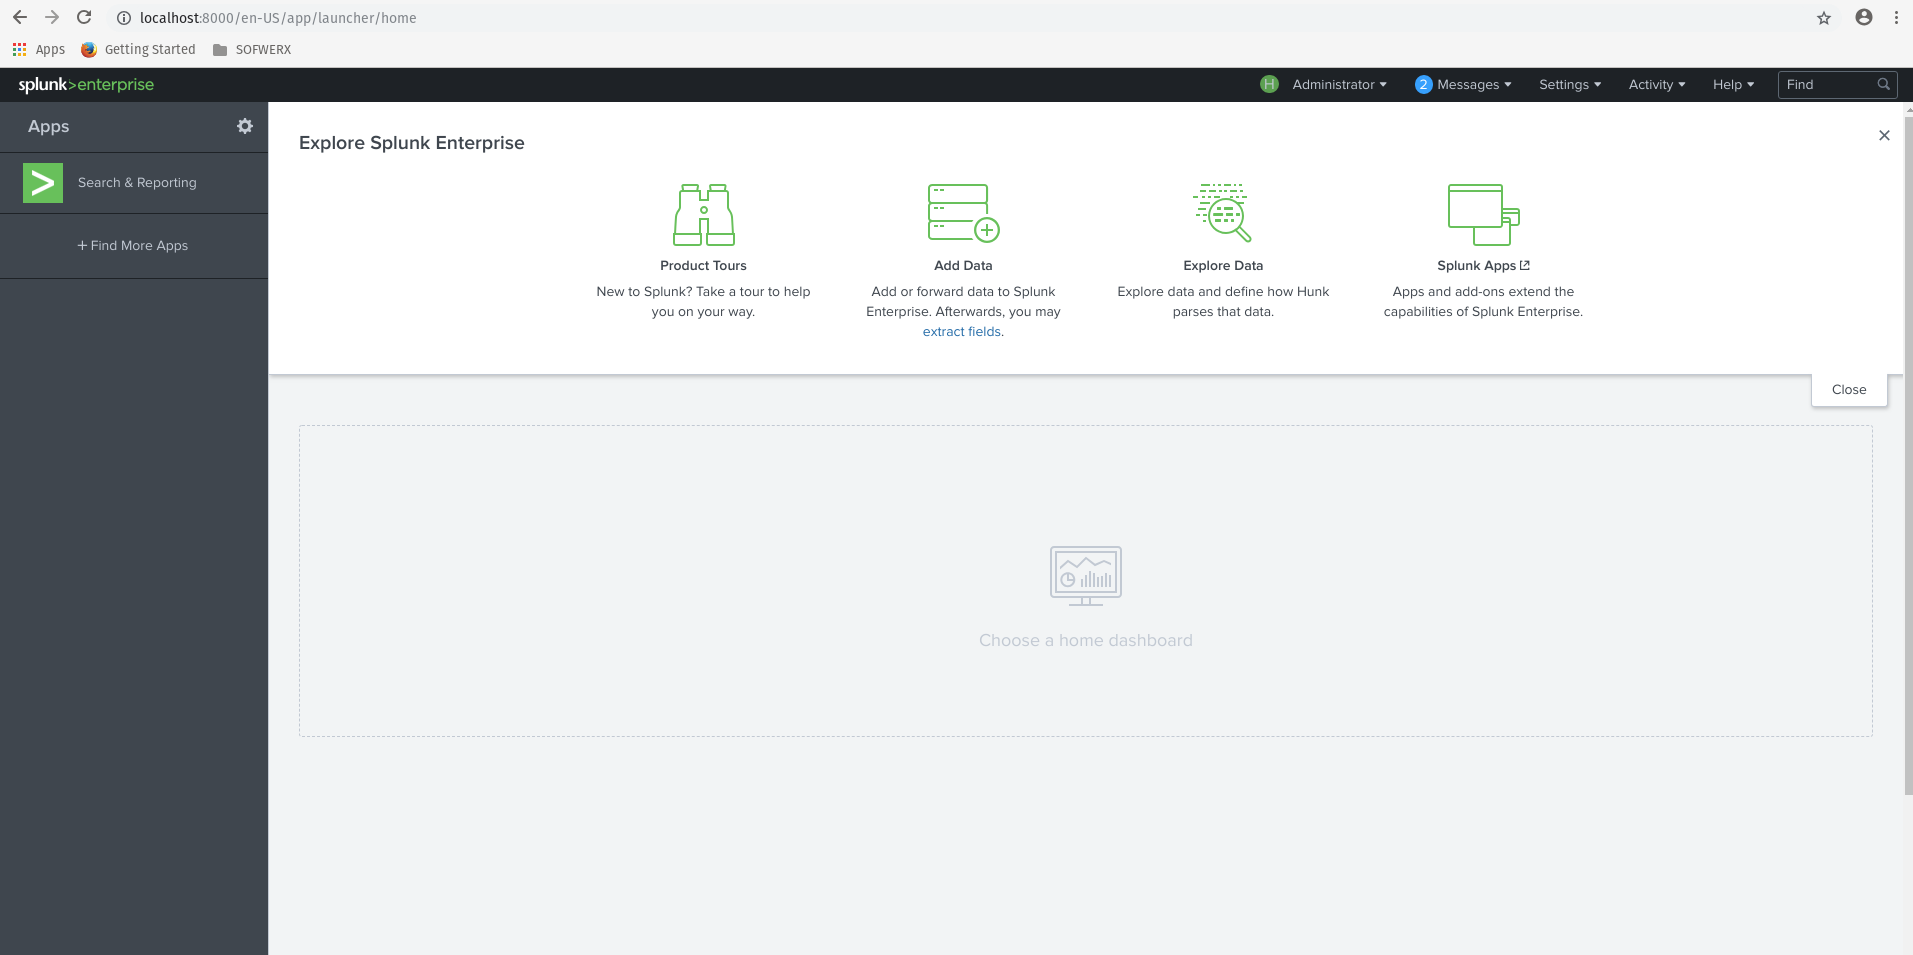 localhost:8000/en-US/app/launcher/home
Apps
Getting Started
SOFWERX
splunk>enterprise
H
Administrator
2
Messages
Settings
Activity
Help
Find
Apps
Search & Reporting
+ Find More Apps
Explore Splunk Enterprise
Product Tours
New to Splunk? Take a tour to help
you on your way.
Add Data
Add or forward data to Splunk
Enterprise. Afterwards, you may
extract fields.
Explore Data
Explore data and define how Hunk
parses that data.
Splunk Apps
Apps and add-ons extend the
capabilities of Splunk Enterprise.
Close
Choose a home dashboard